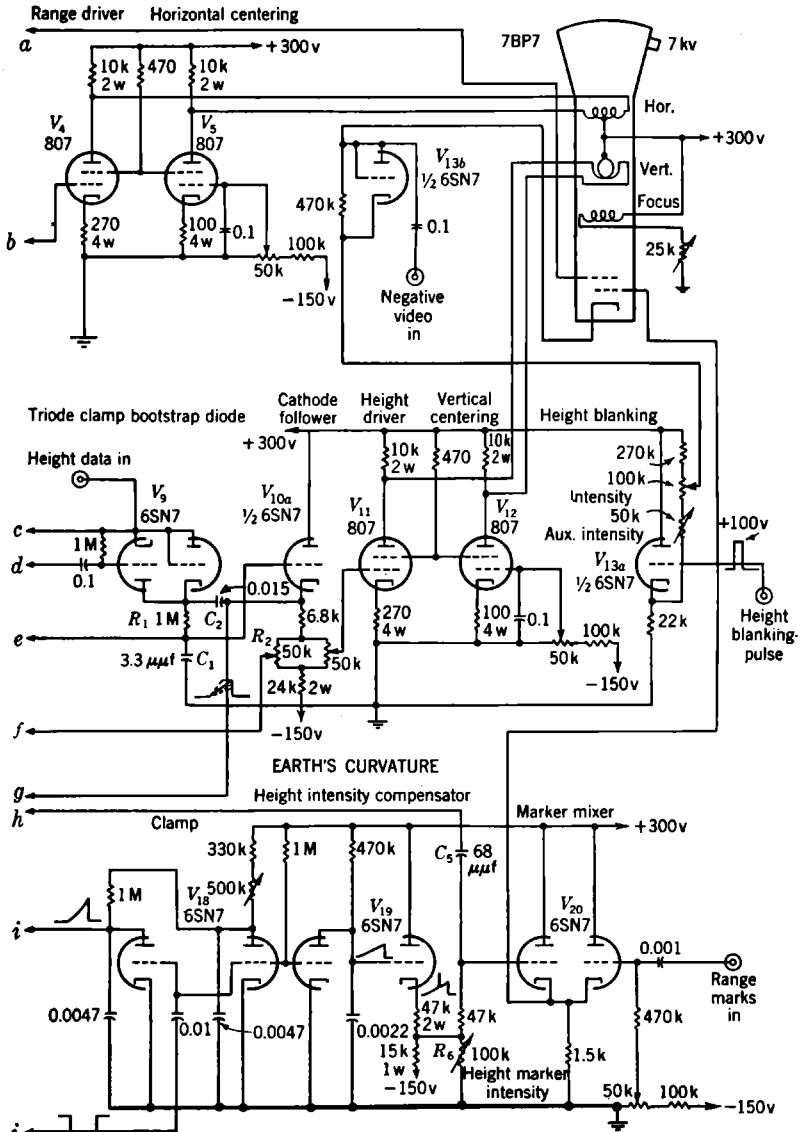 Range driver
Horizontal centering
a
+300v
7BP7
7 kv
10k
2w
470
10k
2w
V4
807
V5
807
V13b
½ 6SN7
Hor.
+300v
Vert.
Focus
470k
0.1
25k
b
270
4w
100
4w
0.1
100k
50k
-150v
Negative
video
in
Triode clamp bootstrap diode
Cathode
follower
Height
driver
Vertical
centering
Height blanking
+300v
Height data in
10k
2w
470
10k
2w
270k
100k
Intensity
50k
Aux. intensity
+100v
V9
6SN7
V10a
½ 6SN7
V11
807
V12
807
V13a
½ 6SN7
c
1M
d
0.1
0.015
R1 1M
C2
6.8k
270
4w
100
4w
0.1
100k
50k
-150v
22k
Height
blanking-
pulse
e
R2
50k
50k
3.3 μμf C1
24k
2w
-150v
f
EARTH'S CURVATURE
g
Height intensity compensator
h
Clamp
Marker mixer
+300v
330k
1M
470k
C5
68
μμf
1M
V18
6SN7
500k
V19
6SN7
V20
6SN7
i
0.001
Range
marks
in
0.0047
0.01
0.0047
0.0022
47k
2w
47k
470k
15k
1w
R6
100k
1.5k
-150v
Height marker
intensity
50k
100k
-150v